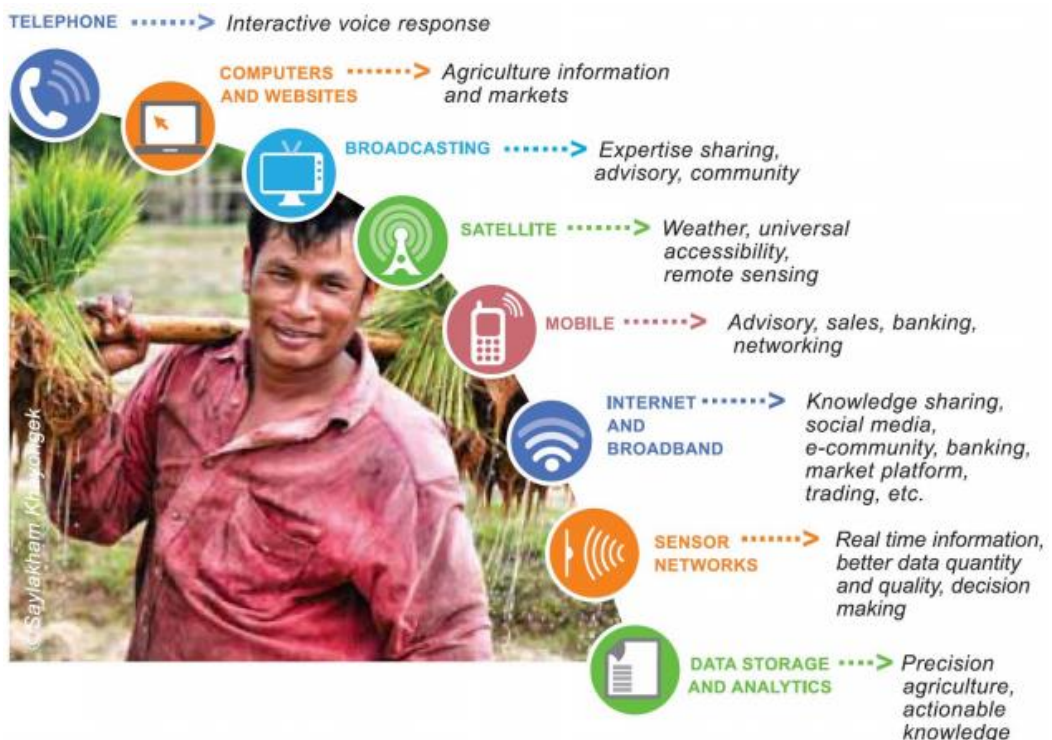 TELEPHONE
Interactive voice response
COMPUTERS
AND WEBSITES
Agriculture information
and markets
BROADCASTING
Expertise sharing,
advisory, community
SATELLITE
Weather, universal
accessibility,
remote sensing
MOBILE
Advisory, sales, banking,
networking
INTERNET
AND
BROADBAND
Knowledge sharing,
social media,
e-community, banking,
market platform,
trading, etc.
SENSOR
NETWORKS
Real time information,
better data quantity
and quality, decision
making
DATA STORAGE
AND ANALYTICS
Precision
agriculture,
actionable
knowledge
© Saylakham